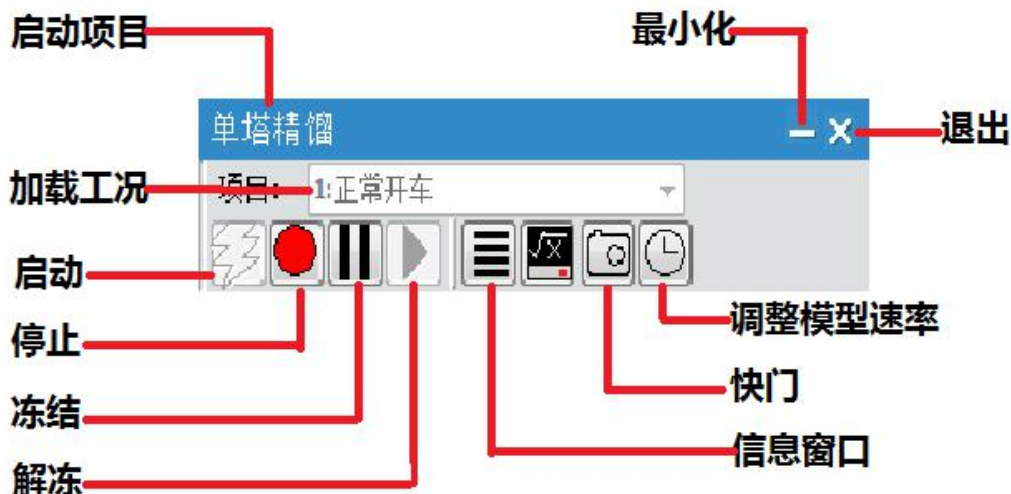 启动项目
最小化
单塔精馏
退出
加载工况
项目: 1:正常开车
√X
启动
调整模型速率
停止
快门
冻结
信息窗口
解冻